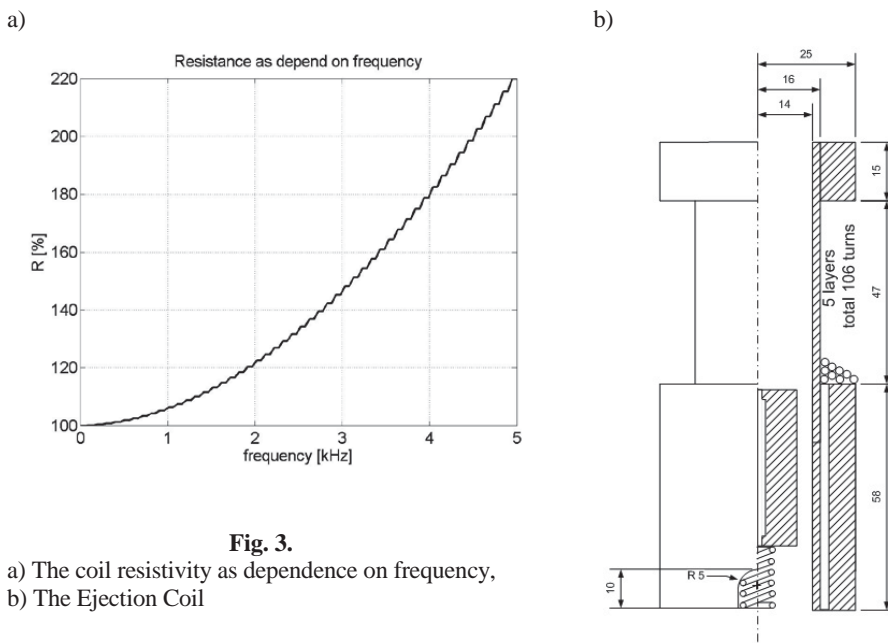 a)
Resistance as depend on frequency
220
200
180
160
140
120
100
R [%]
0
1
2
3
4
5
frequency [kHz]
Fig. 3.
a) The coil resistivity as dependence on frequency,
b) The Ejection Coil
b)
25
16
14
15
47
5 layers
total 106 turns
58
10
R 5